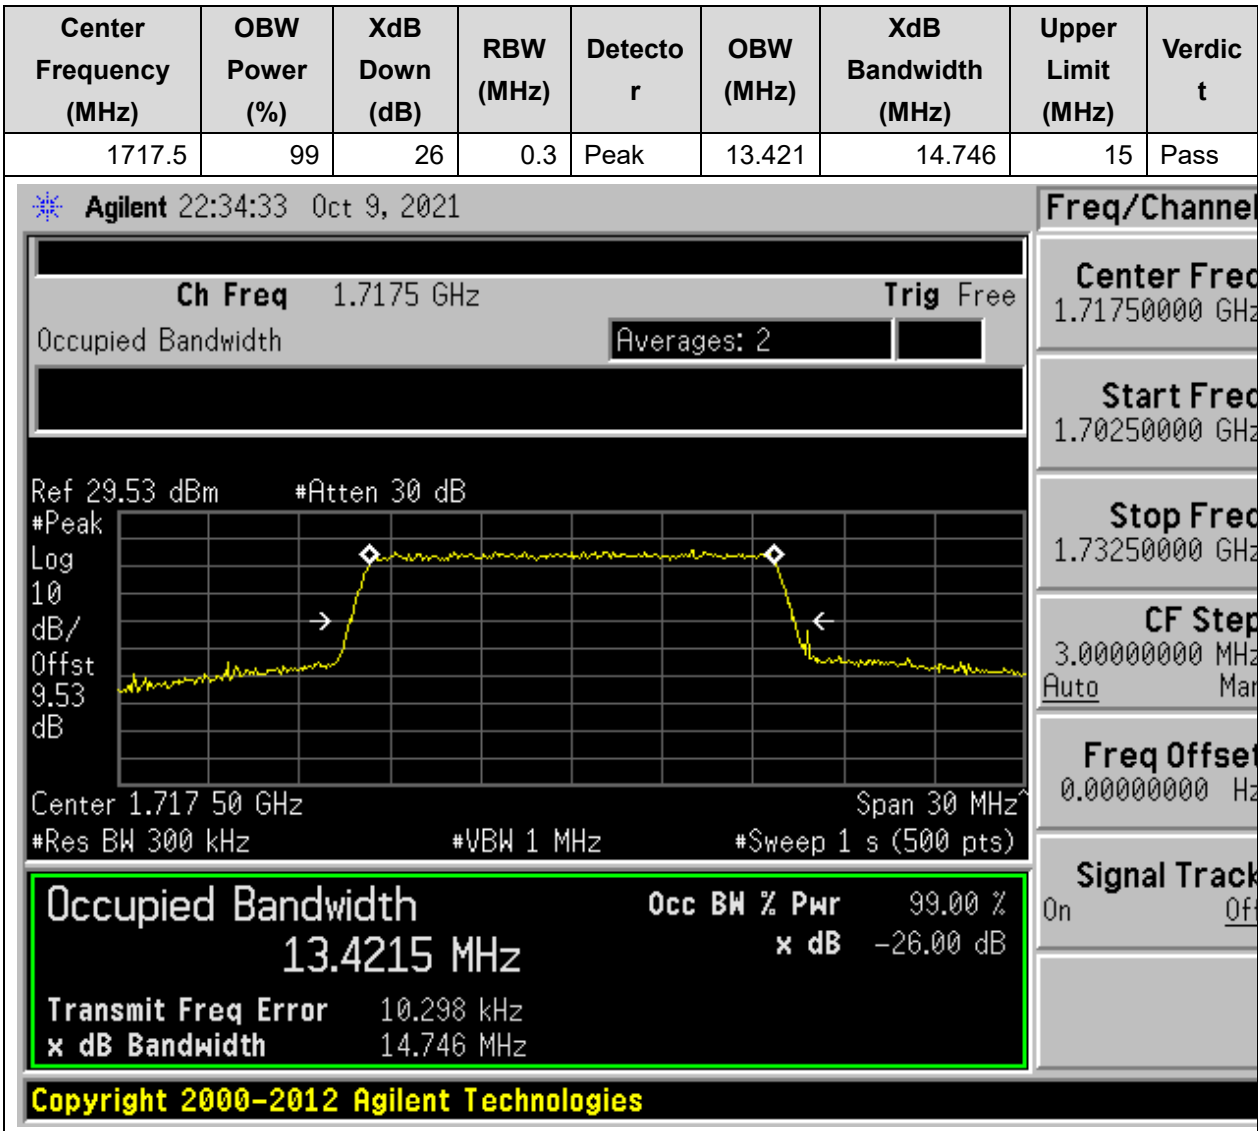 Center Frequency (MHz) OBW Power (%) XdB Down (dB) RBW (MHz) Detector OBW (MHz) XdB Bandwidth (MHz) Upper Limit (MHz) Verdict
1717.5 99 26 0.3 Peak 13.421 14.746 15 Pass
Agilent 22:34:33 Oct 9, 2021
Freq/Channel
Ch Freq 1.7175 GHz Trig Free
Occupied Bandwidth Averages: 2
Center Freq
1.71750000 GHz
Start Freq
1.70250000 GHz
Stop Freq
1.73250000 GHz
CF Step
3.00000000 MHz
Auto Man
Freq Offset
0.00000000 Hz
Signal Track
On Off
Ref 29.53 dBm #Atten 30 dB
#Peak
Log
10
dB/
Offst
9.53
dB
Center 1.717 50 GHz Span 30 MHz^
#Res BW 300 kHz #VBW 1 MHz #Sweep 1 s (500 pts)
Occupied Bandwidth Occ BW % Pwr 99.00 %
13.4215 MHz x dB -26.00 dB
Transmit Freq Error 10.298 kHz
x dB Bandwidth 14.746 MHz
Copyright 2000-2012 Agilent Technologies